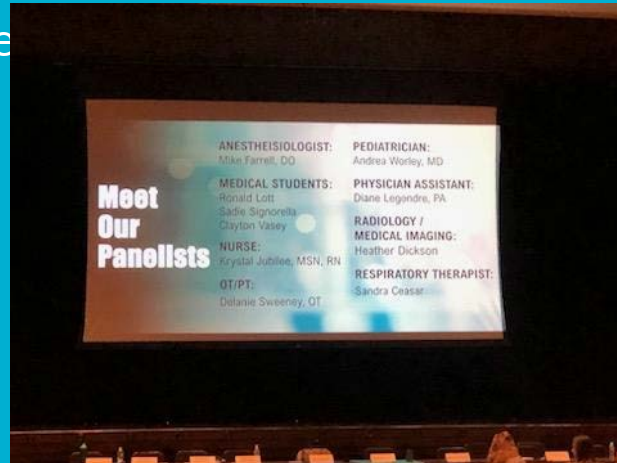 e
Meet
Our
Panelists
ANESTHEISIOLOGIST:
Mike Farrell, DO
MEDICAL STUDENTS:
Ronald Lott
Sadie Signorella
Clayton Vasey
NURSE:
Krystal Jubilee, MSN, RN
OT/PT:
Delanie Sweeney, OT
PEDIATRICIAN:
Andrea Worley, MD
PHYSICIAN ASSISTANT:
Diane Legendre, PA
RADIOLOGY /
MEDICAL IMAGING:
Heather Dickson
RESPIRATORY THERAPIST:
Sandra Ceasar